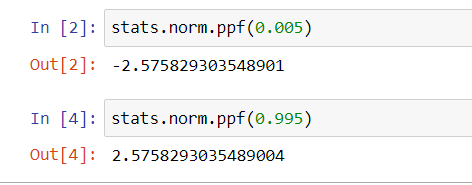 In [2]: stats.norm.ppf(0.005)
Out[2]: -2.575829303548901
In [4]: stats.norm.ppf(0.995)
Out[4]: 2.5758293035489004